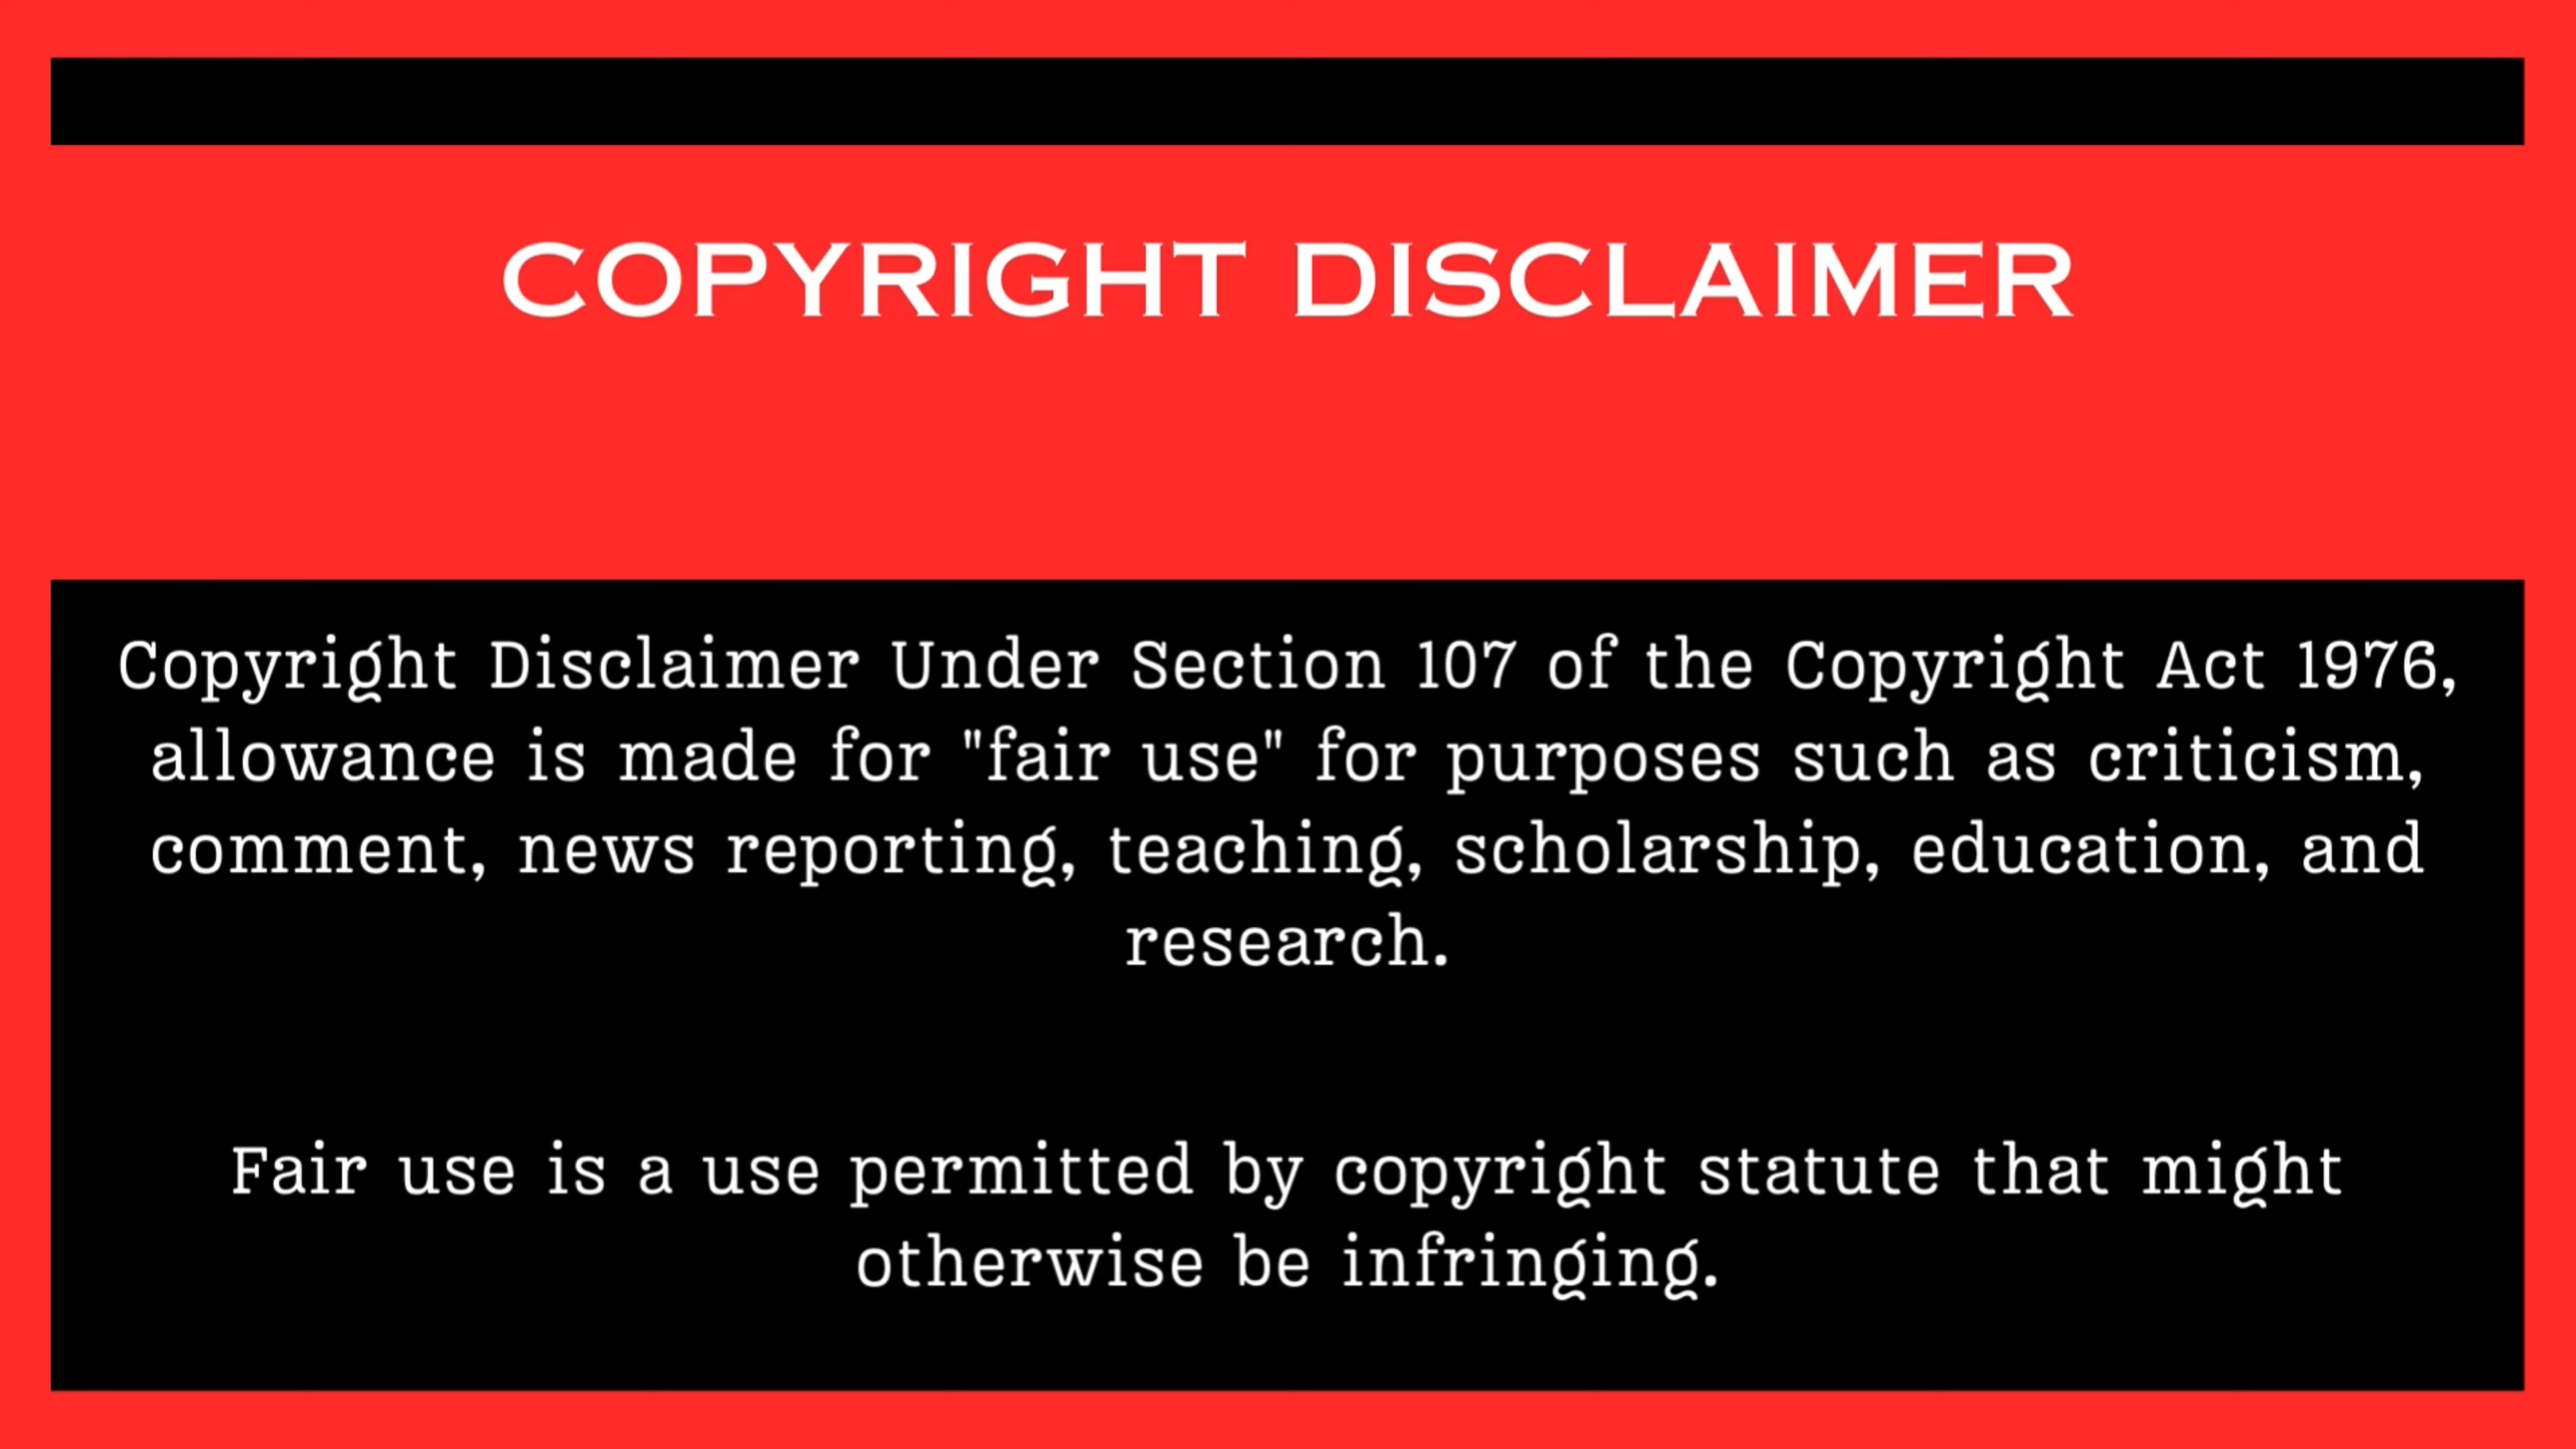 COPYRIGHT DISCLAIMER
Copyright Disclaimer Under Section 107 of the Copyright Act 1976,
allowance is made for "fair use" for purposes such as criticism,
comment, news reporting, teaching, scholarship, education, and
research.
Fair use is a use permitted by copyright statute that might
otherwise be infringing.